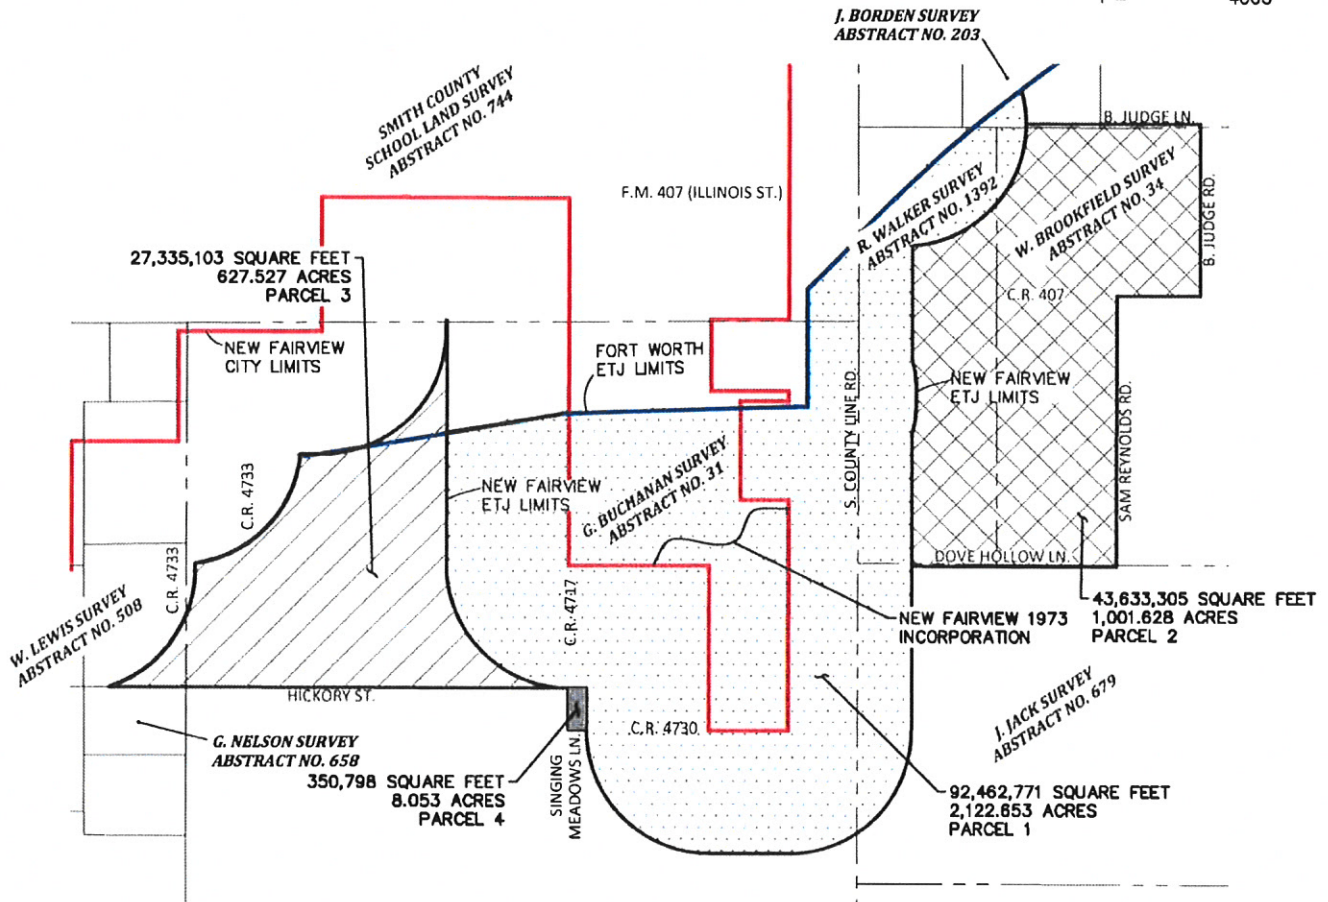 J. BORDEN SURVEY
ABSTRACT NO. 203
SMITH COUNTY
SCHOOL LAND SURVEY
ABSTRACT NO. 744
B. JUDGE LN.
F.M. 407 (ILLINOIS ST.)
R. WALKER SURVEY
ABSTRACT NO. 1392
W. BROOKFIELD SURVEY
ABSTRACT NO. 34
B. JUDGE RD.
27,335,103 SQUARE FEET
627.527 ACRES
PARCEL 3
C.R. 407
NEW FAIRVIEW
CITY LIMITS
FORT WORTH
ETJ LIMITS
S. COUNTY LINE RD.
NEW FAIRVIEW
ETJ LIMITS
SAM REYNOLDS RD.
C.R. 4733
NEW FAIRVIEW
ETJ LIMITS
G. BUCHANAN SURVEY
ABSTRACT NO. 31
DOVE HOLLOW LN.
C.R. 4733
C.R. 4717
W. LEWIS SURVEY
ABSTRACT NO. 508
NEW FAIRVIEW 1973
INCORPORATION
43,633,305 SQUARE FEET
1,001.628 ACRES
PARCEL 2
HICKORY ST.
C.R. 4730
J. JACK SURVEY
ABSTRACT NO. 679
G. NELSON SURVEY
ABSTRACT NO. 658
350,798 SQUARE FEET
8.053 ACRES
PARCEL 4
SINGING
MEADOWS LN.
92,462,771 SQUARE FEET
2,122.653 ACRES
PARCEL 1